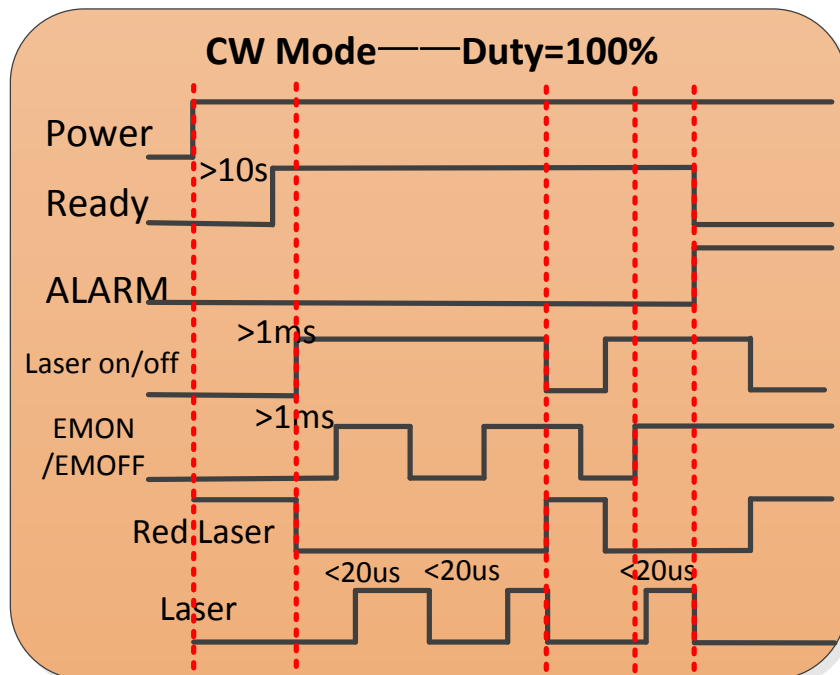 CW Mode——Duty=100%
Power
>10s
Ready
ALARM
>1ms
Laser on/off
>1ms
EMON
/EMOFF
Red Laser
<20us <20us <20us
Laser